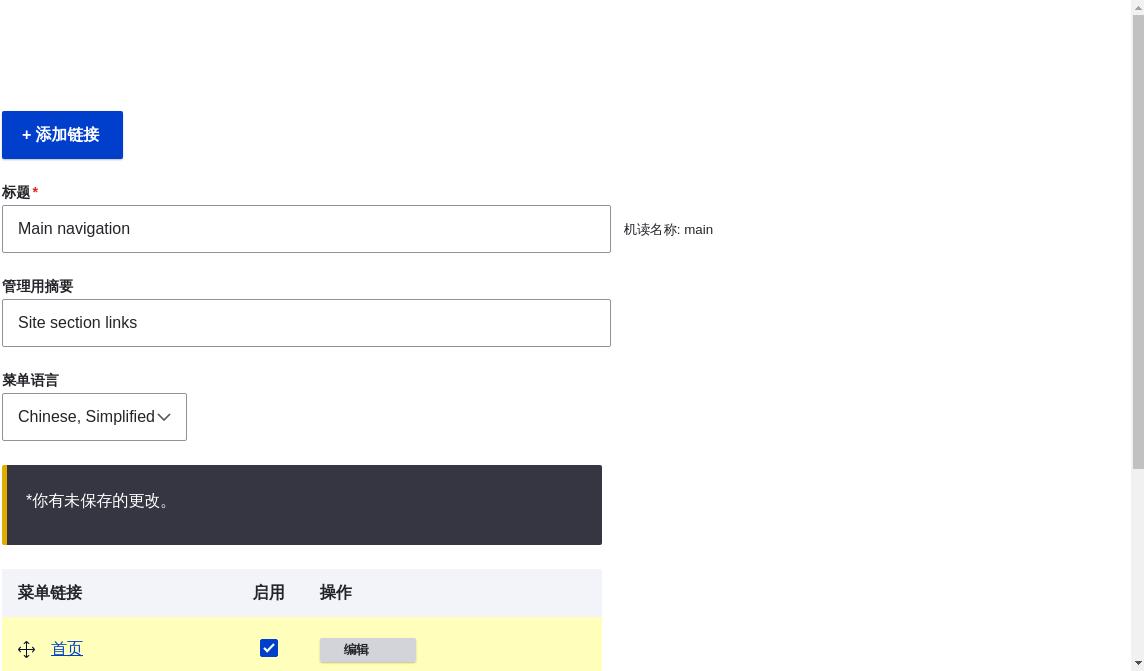 + 添加链接
标题*
Main navigation
机读名称: main
管理用摘要
Site section links
菜单语言
Chinese, Simplified
*你有未保存的更改。
菜单链接 启用 操作
首页 编辑